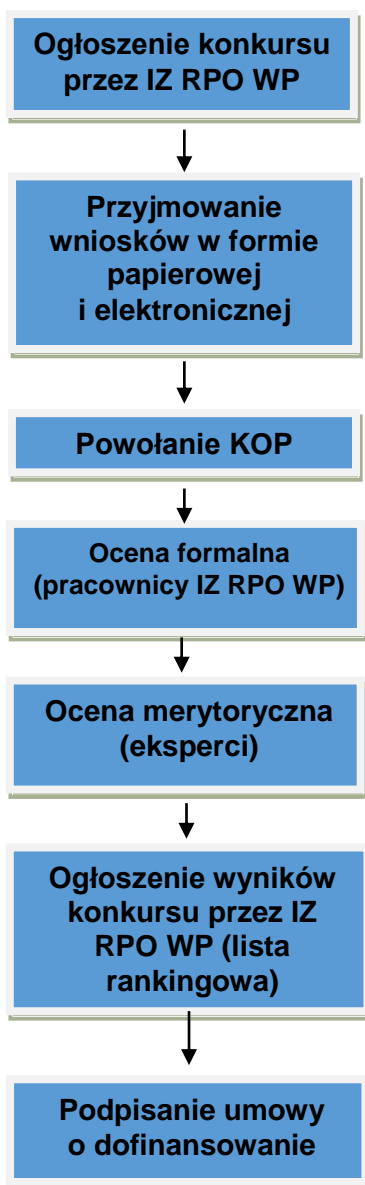 Ogłoszenie konkursu
przez IZ RPO WP
Przyjmowanie
wniosków w formie
papierowej
i elektronicznej
Powołanie KOP
Ocena formalna
(pracownicy IZ RPO WP)
Ocena merytoryczna
(eksperci)
Ogłoszenie wyników
konkursu przez IZ
RPO WP (lista
rankingowa)
Podpisanie umowy
o dofinansowanie